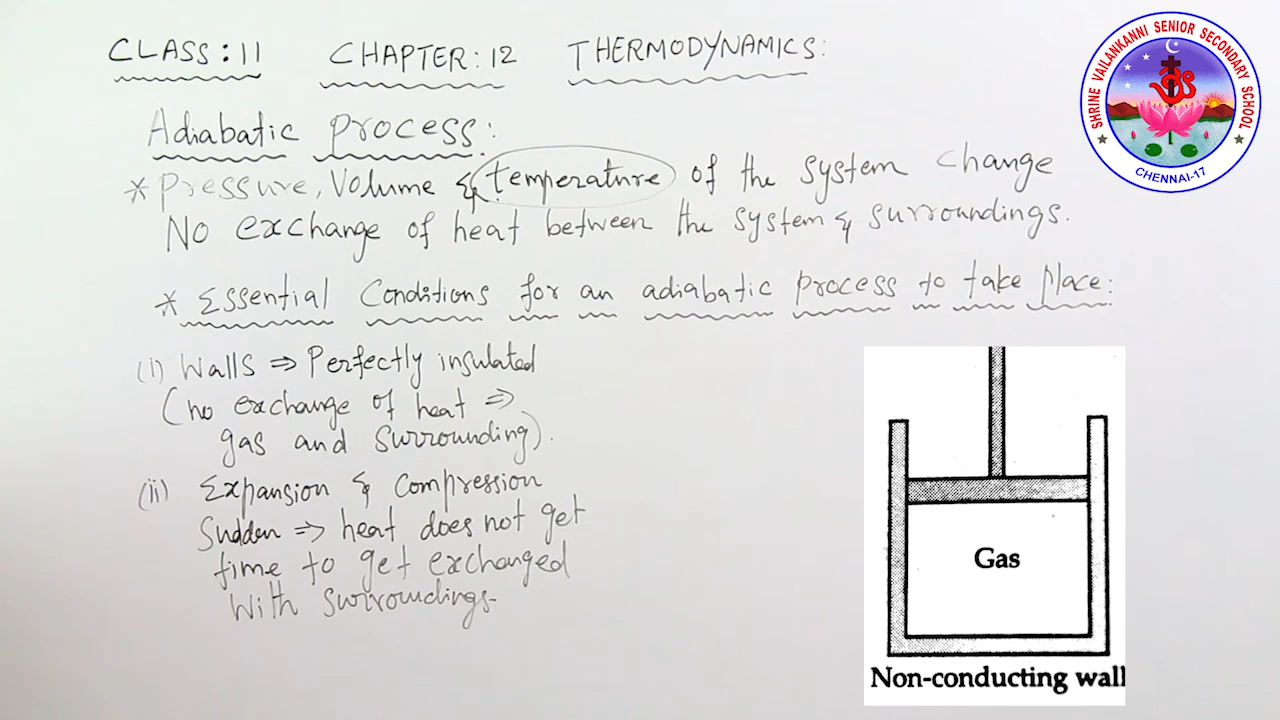 CLASS: 11 CHAPTER: 12 THERMODYNAMICS:
Adiabatic process:
* Pressure, Volume & temperature of the system change
No exchange of heat between the system & surroundings.
* Essential Conditions for an adiabatic process to take place:
(i) Walls ⇒ Perfectly insulated
(no exchange of heat ⇒
gas and surrounding).
(ii) Expansion & Compression
Sudden ⇒ heat does not get
time to get exchanged
with surroundings.
Gas
Non-conducting wall
SHRINE VAILANKANNI SENIOR SECONDARY SCHOOL
CHENNAI-17